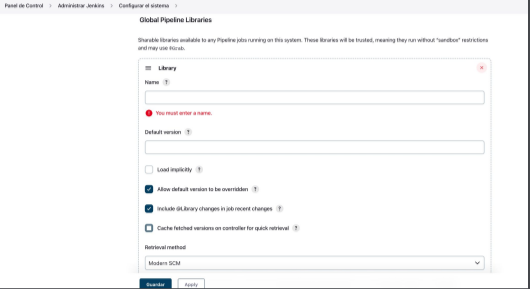 Panel de Control > Administrar Jenkins > Configurar el sistema >
Global Pipeline Libraries
Sharable libraries available to any Pipeline jobs running on this system. These libraries will be trusted, meaning they run without "sandbox" restrictions
and may use @Grab.
Library
Name ?
You must enter a name.
Default version ?
Load implicitly ?
Allow default version to be overridden ?
Include @Library changes in job recent changes ?
Cache fetched versions on controller for quick retrieval ?
Retrieval method
Modern SCM
Guardar Apply